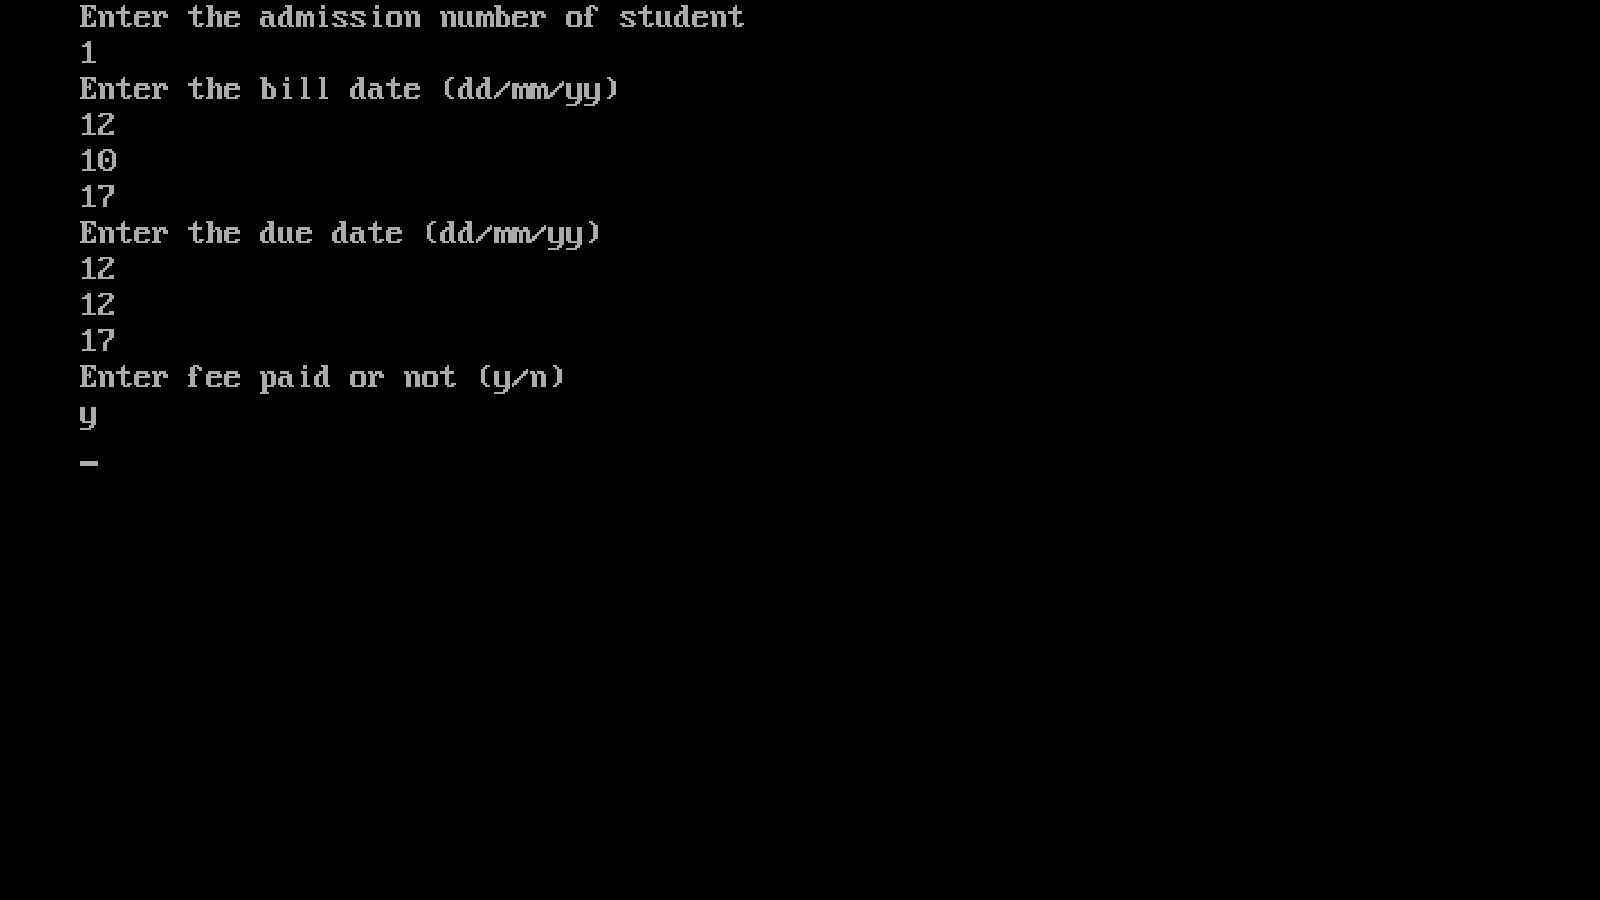 Enter the admission number of student
1
Enter the bill date (dd/mm/yy)
12
10
17
Enter the due date (dd/mm/yy)
12
12
17
Enter fee paid or not (y/n)
y
_